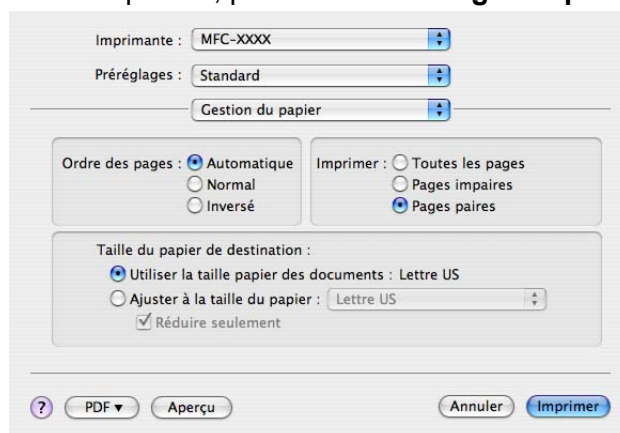 Imprimante : MFC-XXXX
Préréglages : Standard
Gestion du papier
Ordre des pages : Automatique
Normal
Inversé
Imprimer : Toutes les pages
Pages impaires
Pages paires
Taille du papier de destination :
Utiliser la taille papier des documents : Lettre US
Ajuster à la taille du papier : Lettre US
Réduire seulement
? PDF Aperçu Annuler Imprimer